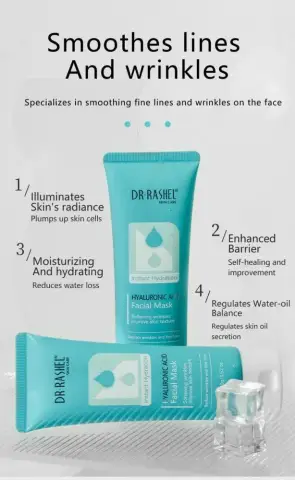 Smoothes lines
And wrinkles
Specializes in smoothing fine lines and wrinkles on the face
1/ Illuminates
Skin's radiance
Plumps up skin cells
2/ Enhanced
Barrier
Self-healing and
improvement
3/ Moisturizing
And hydrating
Reduces water loss
4/ Regulates Water-oil
Balance
Regulates skin oil
secretion
DR·RASHEL
SKIN CARE
Instant Hydration
HYALURONIC ACID
Facial Mask
DR·RASHEL
Instant Hydration
HYALURONIC ACID
Facial Mask